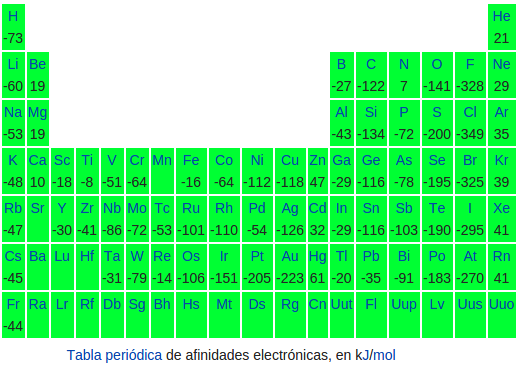 H He
-73 21
Li Be B C N O F Ne
-60 19 -27 -122 7 -141 -328 29
Na Mg Al Si P S Cl Ar
-53 19 -43 -134 -72 -200 -349 35
K Ca Sc Ti V Cr Mn Fe Co Ni Cu Zn Ga Ge As Se Br Kr
-48 10 -18 -8 -51 -64 -16 -64 -112 -118 47 -29 -116 -78 -195 -325 39
Rb Sr Y Zr Nb Mo Tc Ru Rh Pd Ag Cd In Sn Sb Te I Xe
-47 -30 -41 -86 -72 -53 -101 -110 -54 -126 32 -29 -116 -103 -190 -295 41
Cs Ba Lu Hf Ta W Re Os Ir Pt Au Hg Tl Pb Bi Po At Rn
-45 -31 -79 -14 -106 -151 -205 -223 61 -20 -35 -91 -183 -270 41
Fr Ra Lr Rf Db Sg Bh Hs Mt Ds Rg Cn Uut Fl Uup Lv Uus Uuo
-44
Tabla periódica de afinidades electrónicas, en kJ/mol